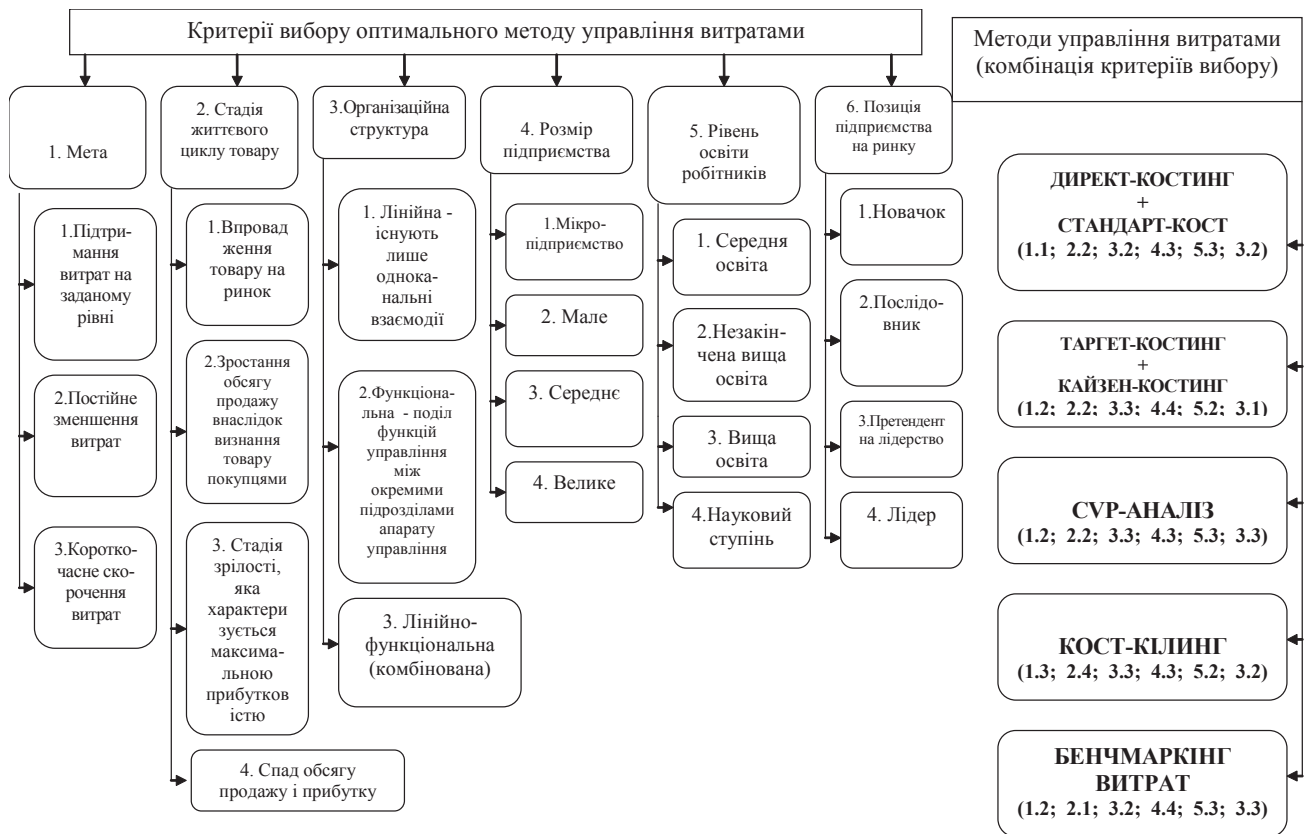 Критерії вибору оптимального методу управління витратами
Методи управління витратами
(комбінація критеріїв вибору)
1. Мета
1.Підтри-
мання
витрат на
заданому
рівні
2.Постійне
зменшення
витрат
3.Коротко-
часне ско-
рочення
витрат
2. Стадія
життєвого
циклу товару
1.Впровад
ження
товару на
ринок
2.Зростання
обсягу
продажу
внаслідок
визнання
товару
покупцями
3. Стадія
зрілості,
яка
характери
зується
максима-
льною
прибутков
істю
4. Спад обсягу
продажу і прибутку
3.Організаційна
структура
1. Лінійна -
існують
лише
однока-
нальні
взаємодії
2.Функціона-
льна - поділ
функцій
управління
між
окремими
підрозділами
апарату
управління
3. Лінійно-
функціональна
(комбінована)
4. Розмір
підприємства
1.Мікро-
підприємство
2. Мале
3. Середнє
4. Велике
5. Рівень
освіти
робітників
1. Середня
освіта
2.Незакін-
чена вища
освіта
3. Вища
освіта
4.Науковий
ступінь
6. Позиція
підприємства
на ринку
1.Новачок
2.Послідо-
вник
3.Претендент
на лідерство
4. Лідер
ДИРЕКТ-КОСТИНГ
+
СТАНДАРТ-КОСТ
(1.1; 2.2; 3.2; 4.3; 5.3; 3.2)
ТАРГЕТ-КОСТИНГ
+
КАЙЗЕН-КОСТИНГ
(1.2; 2.2; 3.3; 4.4; 5.2; 3.1)
CVP-АНАЛІЗ
(1.2; 2.2; 3.3; 4.3; 5.3; 3.3)
КОСТ-КІЛИНГ
(1.3; 2.4; 3.3; 4.3; 5.2; 3.2)
БЕНЧМАРКІНГ
ВИТРАТ
(1.2; 2.1; 3.2; 4.4; 5.3; 3.3)